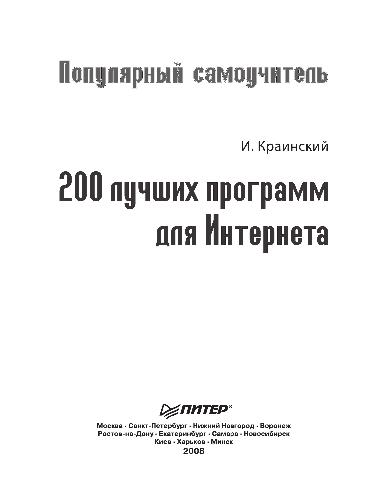 Популярный самоучитель
И. Краинский
200 лучших программ
для Интернета
ПИТЕР®
Москва · Санкт-Петербург · Нижний Новгород · Воронеж
Ростов-на-Дону · Екатеринбург · Самара · Новосибирск
Киев · Харьков · Минск
2008